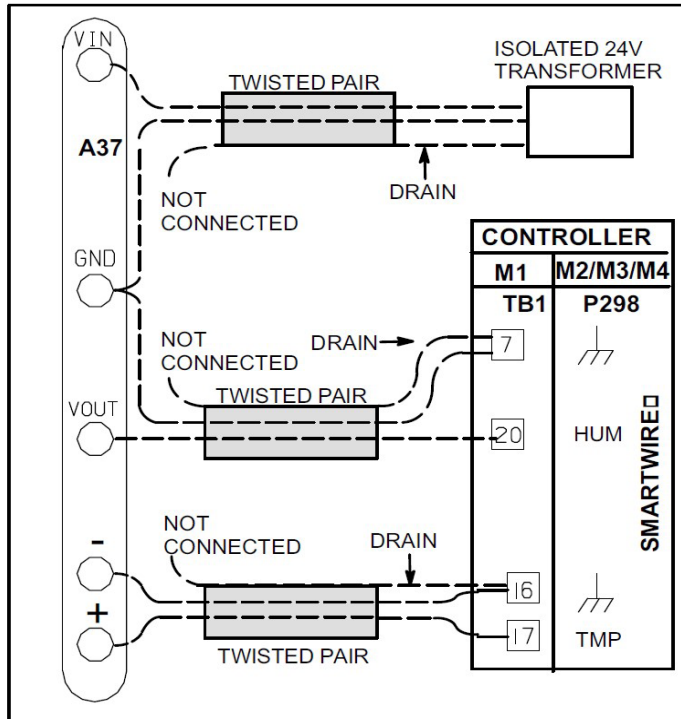 VIN
ISOLATED 24V
TRANSFORMER
TWISTED PAIR
A37
NOT
CONNECTED
DRAIN
GND
CONTROLLER
M1
M2/M3/M4
TB1
P298
NOT
CONNECTED
DRAIN
7
TWISTED PAIR
VOUT
20
HUM
SMARTWIRE□
NOT
CONNECTED
DRAIN
-
16
+
17
TMP
TWISTED PAIR